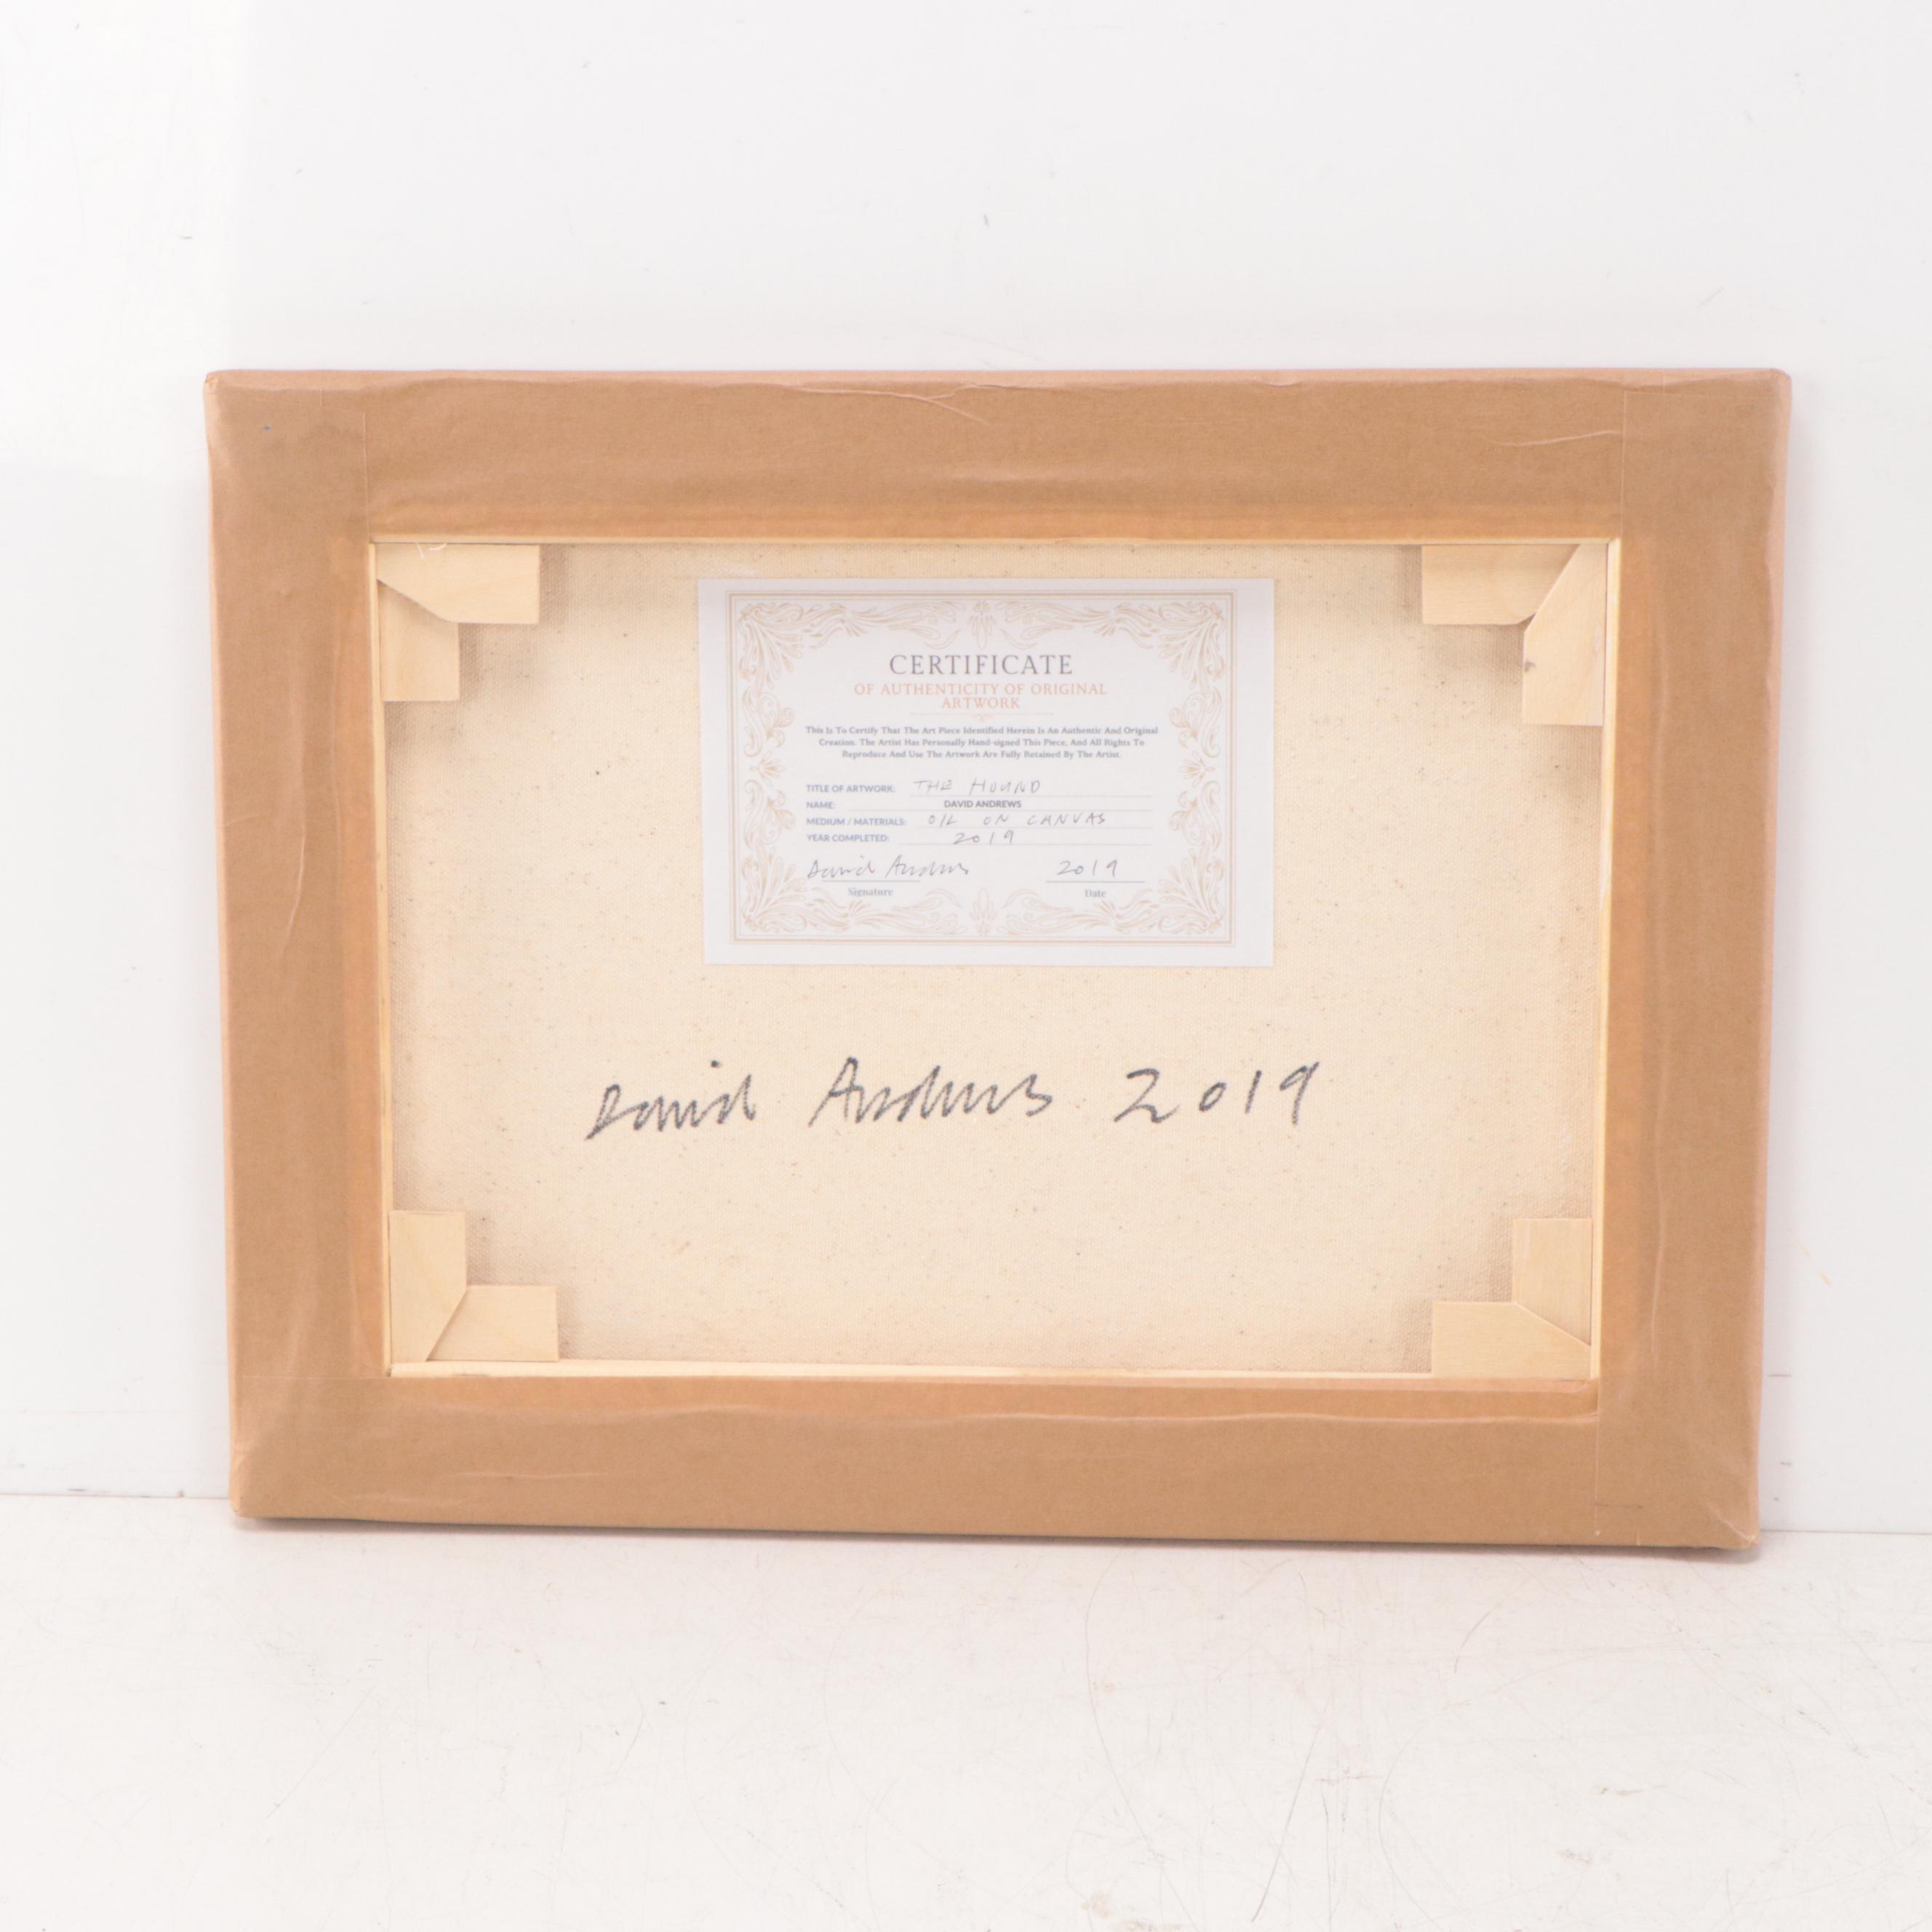 CERTIFICATE
OF AUTHENTICITY OF ORIGINAL
ARTWORK
This Is To Certify That The Art Piece Identified Herein Is An Authentic And Original
Creation. The Artist Has Personally Hand-signed This Piece, And All Rights To
Reproduce And Use The Artwork Are Fully Retained By The Artist.
TITLE OF ARTWORK: THE HOUND
NAME: DAVID ANDREWS
MEDIUM / MATERIALS: OIL ON CANVAS
YEAR COMPLETED: 2019
David Andrews 2019
Signature Date
David Andrews 2019